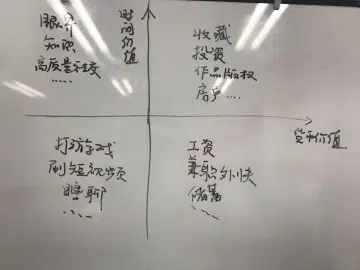 眼界
知识
高质量社交
.....
时间价值
收藏
投资
作品版权
房产....
货币价值
打游戏
刷短视频
瞎聊
....
工资
兼职外快
储蓄
....